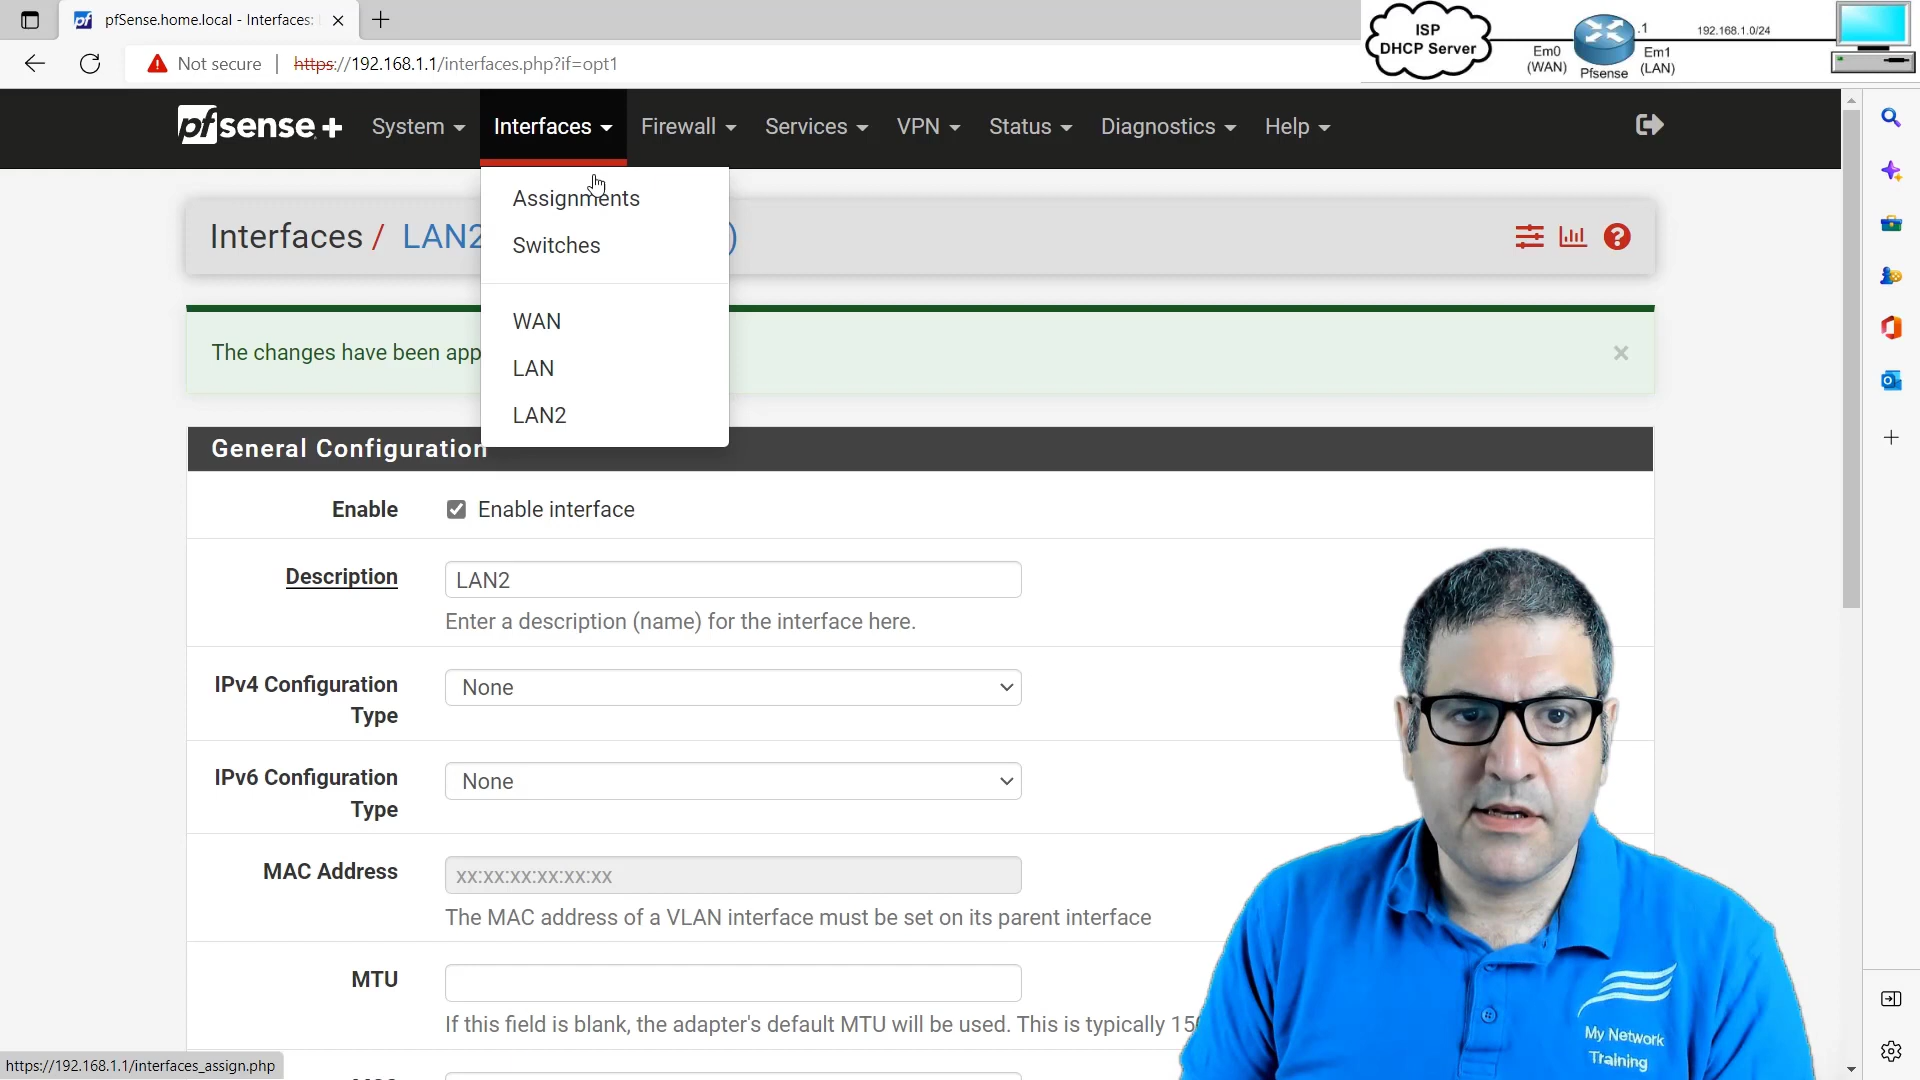 pfSense.home.local - Interfaces:
Not secure
https://192.168.1.1/interfaces.php?if=opt1
ISP
DHCP Server
Em0
(WAN)
Pfsense
.1
Em1
(LAN)
192.168.1.0/24
pfsense +
System
Interfaces
Firewall
Services
VPN
Status
Diagnostics
Help
Assignments
Switches
WAN
LAN
LAN2
Interfaces / LAN2 )
The changes have been app
General Configuration
Enable
Enable interface
Description
LAN2
Enter a description (name) for the interface here.
IPv4 Configuration
Type
None
IPv6 Configuration
Type
None
MAC Address
xx:xx:xx:xx:xx:xx
The MAC address of a VLAN interface must be set on its parent interface
MTU
If this field is blank, the adapter's default MTU will be used. This is typically 150
My Network
Training
https://192.168.1.1/interfaces_assign.php